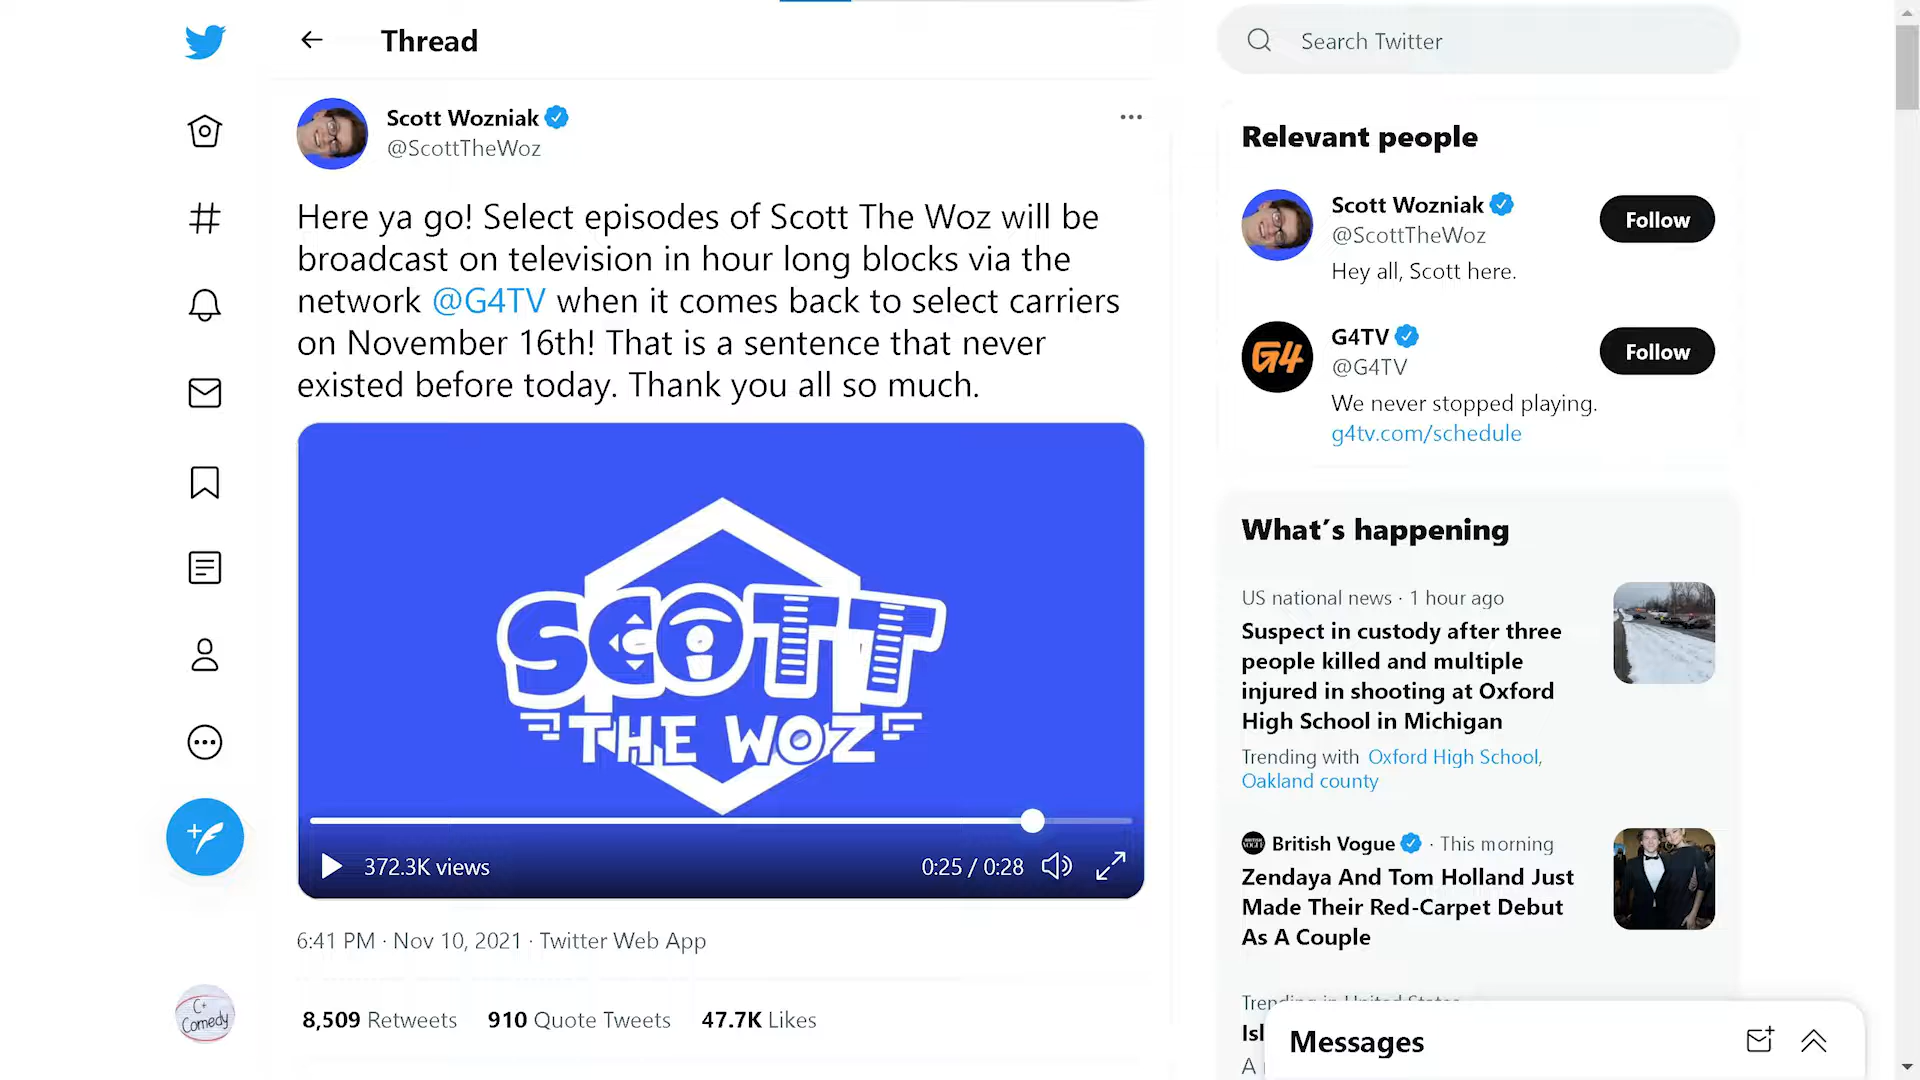 Thread
Scott Wozniak
@ScottTheWoz
Here ya go! Select episodes of Scott The Woz will be
broadcast on television in hour long blocks via the
network @G4TV when it comes back to select carriers
on November 16th! That is a sentence that never
existed before today. Thank you all so much.
SCOTT
THE WOZ
372.3K views
0:25 / 0:28
6:41 PM · Nov 10, 2021 · Twitter Web App
8,509 Retweets 910 Quote Tweets 47.7K Likes
C+
Comedy
Search Twitter
Relevant people
Scott Wozniak
@ScottTheWoz
Follow
Hey all, Scott here.
G4
G4TV
@G4TV
Follow
We never stopped playing.
g4tv.com/schedule
What's happening
US national news · 1 hour ago
Suspect in custody after three
people killed and multiple
injured in shooting at Oxford
High School in Michigan
Trending with Oxford High School,
Oakland county
British Vogue · This morning
Zendaya And Tom Holland Just
Made Their Red-Carpet Debut
As A Couple
Messages